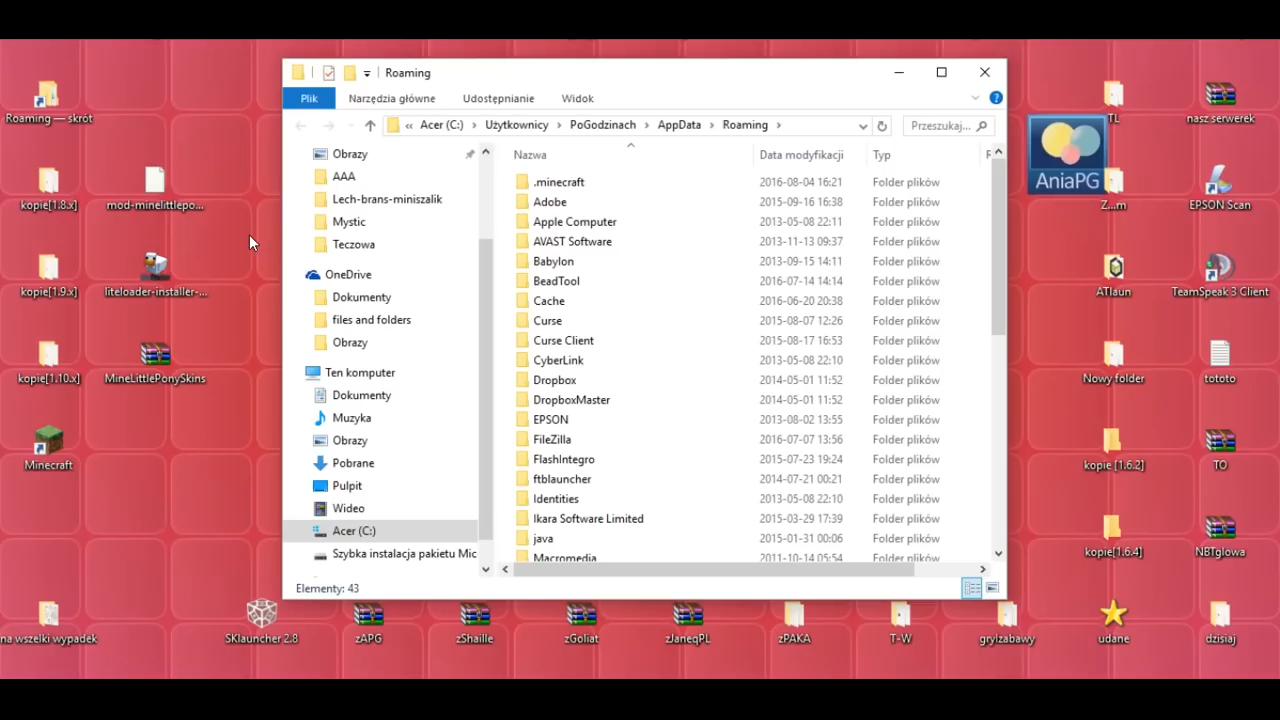 Roaming
Plik
Narzędzia główne
Udostępnianie
Widok
« Acer (C:) › Użytkownicy › PoGodzinach › AppData › Roaming ›
Przeszukaj...
Obrazy
AAA
Lech-brans-miniszalik
Mystic
Teczowa
OneDrive
Dokumenty
files and folders
Obrazy
Ten komputer
Dokumenty
Muzyka
Obrazy
Pobrane
Pulpit
Wideo
Acer (C:)
Szybka instalacja pakietu Mic
Nazwa Data modyfikacji Typ
.minecraft 2016-08-04 16:21 Folder plików
Adobe 2015-09-16 16:38 Folder plików
Apple Computer 2013-05-08 22:11 Folder plików
AVAST Software 2013-11-13 09:37 Folder plików
Babylon 2013-09-15 14:11 Folder plików
BeadTool 2016-07-14 14:14 Folder plików
Cache 2016-06-20 20:38 Folder plików
Curse 2015-08-07 12:26 Folder plików
Curse Client 2015-08-17 16:53 Folder plików
CyberLink 2013-05-08 22:10 Folder plików
Dropbox 2014-05-01 11:52 Folder plików
DropboxMaster 2014-05-01 11:52 Folder plików
EPSON 2013-08-02 13:55 Folder plików
FileZilla 2016-07-07 13:56 Folder plików
FlashIntegro 2015-07-23 19:24 Folder plików
ftblauncher 2014-07-21 00:21 Folder plików
Identities 2013-05-08 22:10 Folder plików
Ikara Software Limited 2015-03-29 17:39 Folder plików
java 2015-01-31 00:06 Folder plików
Macromedia 2011-10-14 05:54 Folder plików
Elementy: 43
Roaming — skrót
kopie[1.8.x]
mod-minelittlepo...
kopie[1.9.x]
liteloader-installer-...
kopie[1.10.x]
MineLittlePonySkins
Minecraft
na wszelki wypadek
SKlauncher 2.8
zAPG
zShaille
zGoliat
zJaneqPL
zPAKA
T-W
gryIzabawy
udane
dzisiaj
TL
nasz serwerek
AniaPG
Z...m
EPSON Scan
ATlaun
TeamSpeak 3 Client
Nowy folder
tototo
kopie [1.6.2]
TO
kopie[1.6.4]
NBTglowa